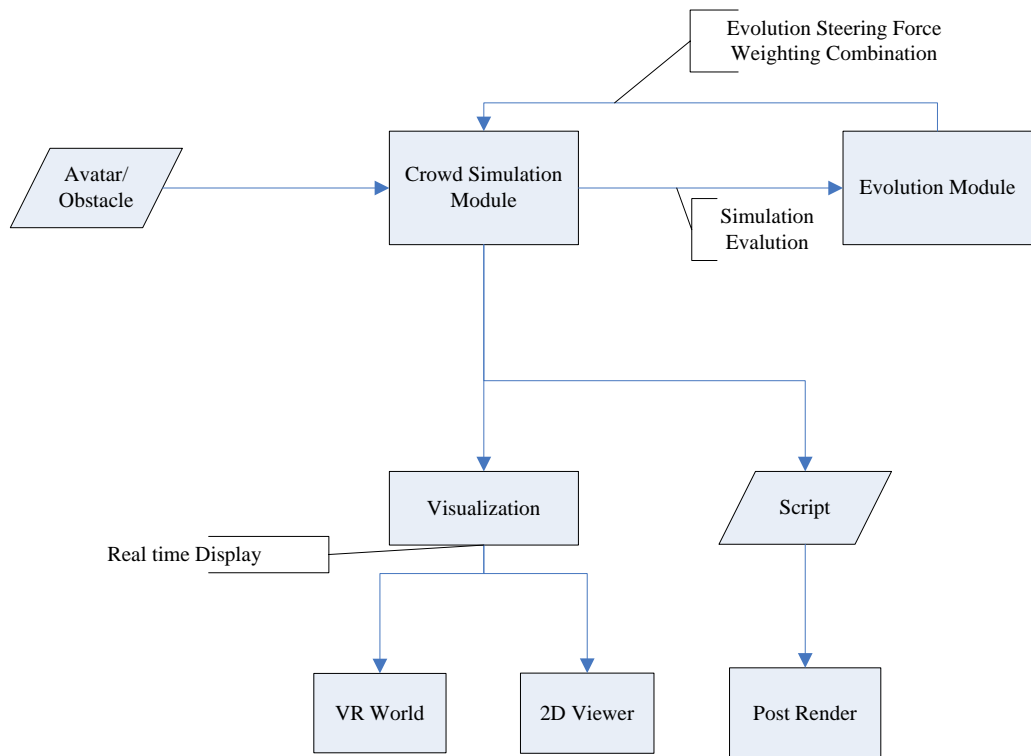 Evolution Steering Force
Weighting Combination
Avatar/
Obstacle
Crowd Simulation
Module
Evolution Module
Simulation
Evalution
Visualization
Script
Real time Display
VR World
2D Viewer
Post Render